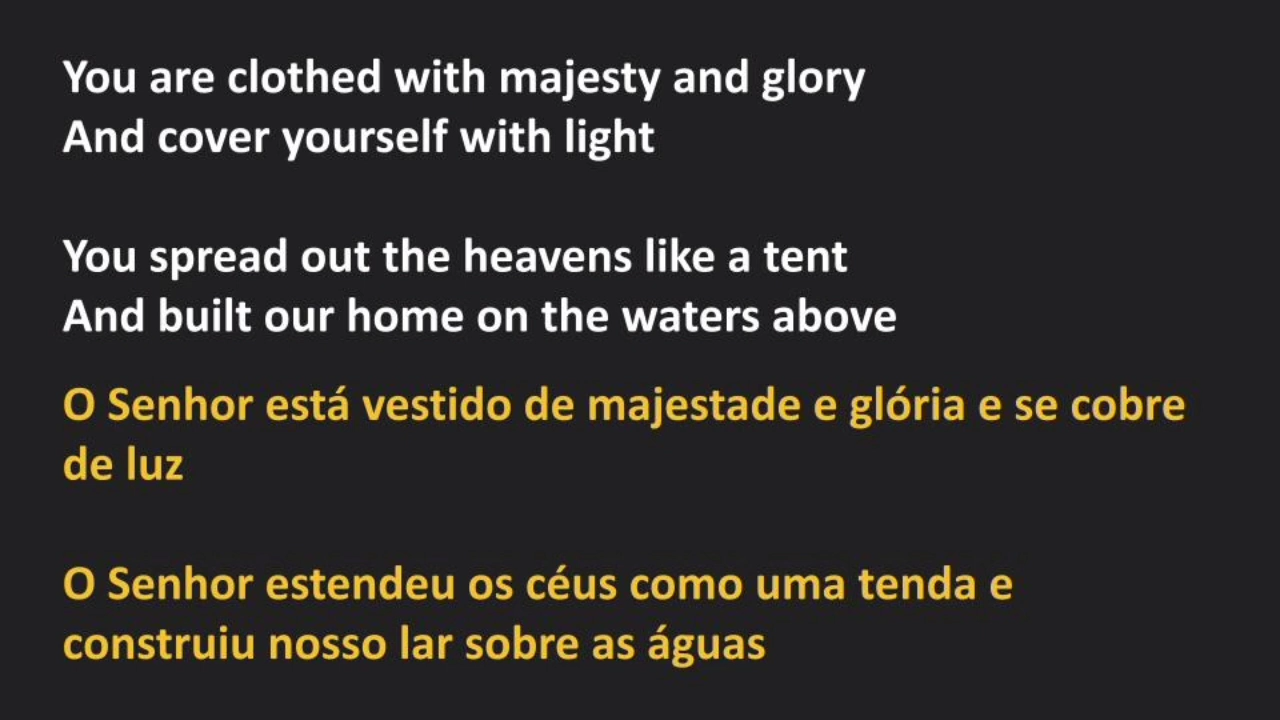 You are clothed with majesty and glory
And cover yourself with light
You spread out the heavens like a tent
And built our home on the waters above
O Senhor está vestido de majestade e glória e se cobre
de luz
O Senhor estendeu os céus como uma tenda e
construiu nosso lar sobre as águas